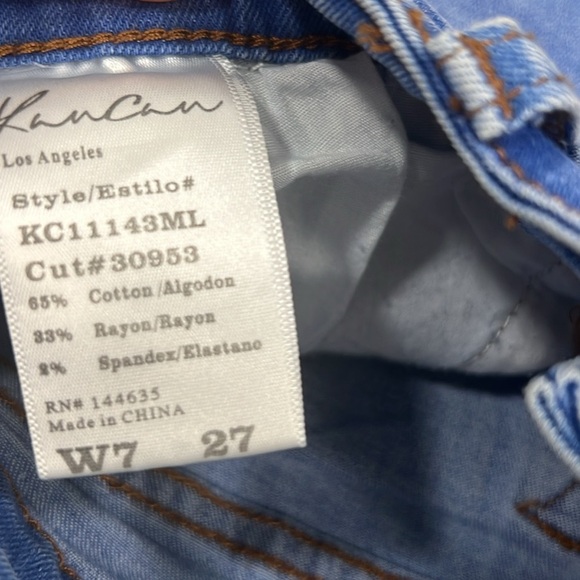 KanCan
Los Angeles
Style/Estilo#
KC11143ML
Cut#30953
65% Cotton/Algodon
33% Rayon/Rayon
2% Spandex/Elastano
RN# 144635
Made in CHINA
W7 27